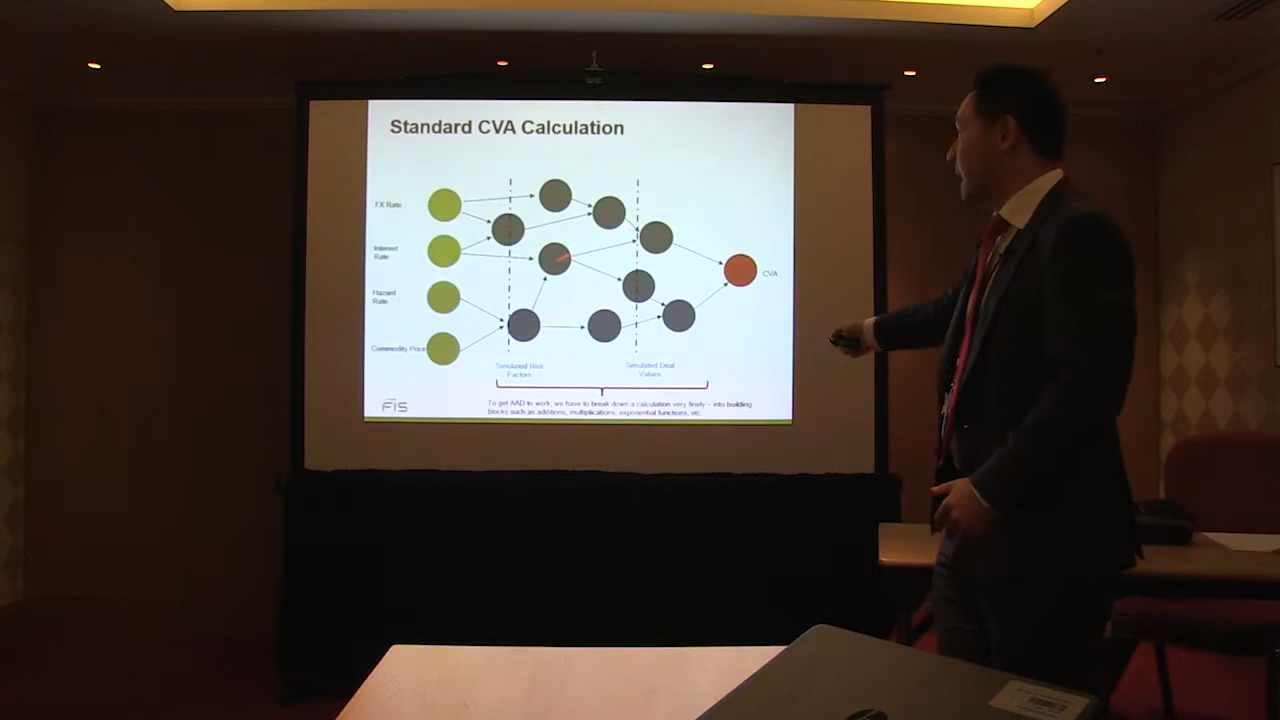 Standard CVA Calculation
FX Rate
Interest
Rate
Hazard
Rate
Commodity Price
CVA
Simulated Risk
Factors
Simulated Deal
Values
To get AAD to work, we have to break down a calculation very finely – into building
blocks such as additions, multiplications, exponential functions, etc.
FIS